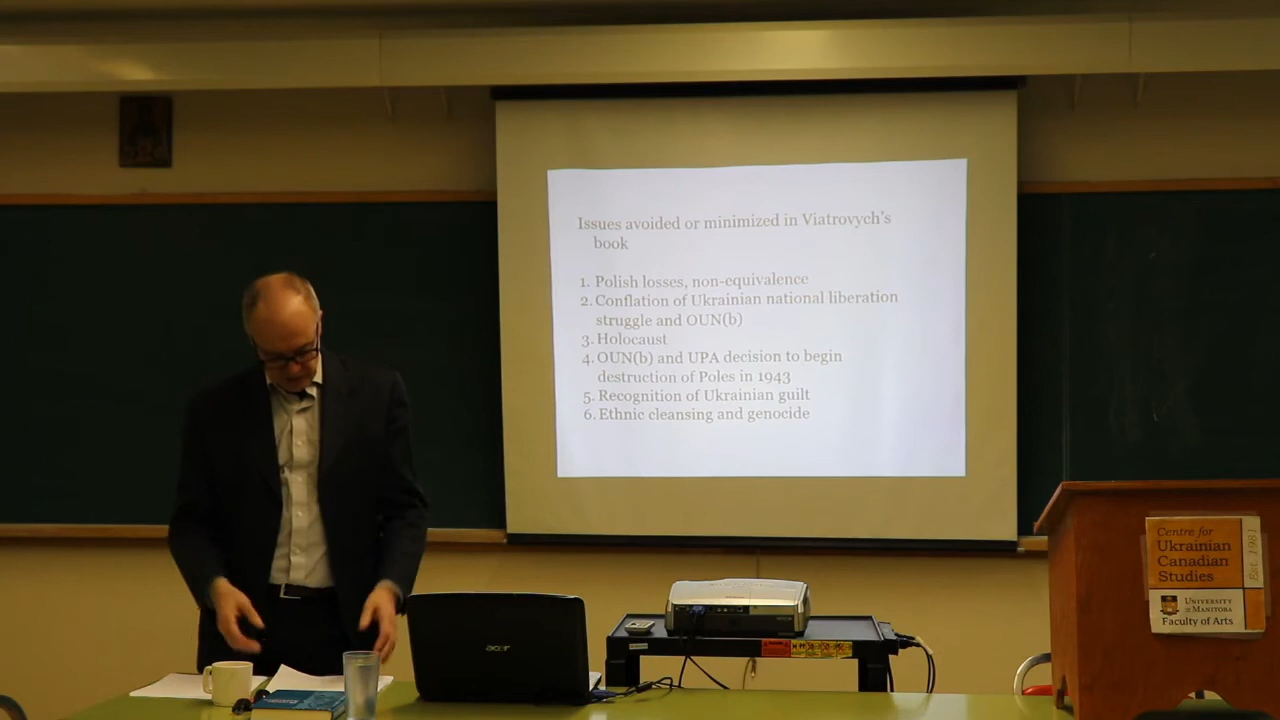 Issues avoided or minimized in Viatrovych's
book
1. Polish losses, non-equivalence
2. Conflation of Ukrainian national liberation
struggle and OUN(b)
3. Holocaust
4. OUN(b) and UPA decision to begin
destruction of Poles in 1943
5. Recognition of Ukrainian guilt
6. Ethnic cleansing and genocide
Centre for
Ukrainian
Canadian
Studies
Est. 1981
University
of Manitoba
Faculty of Arts
acer